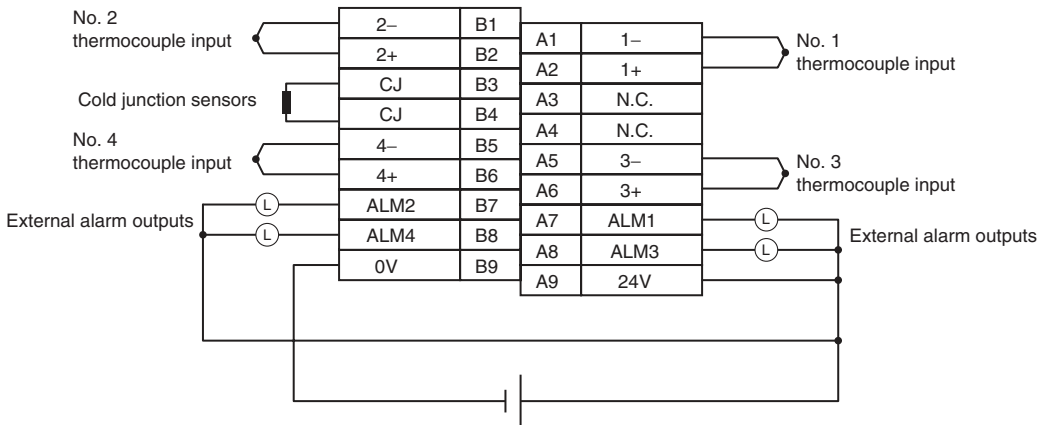 No. 2
thermocouple input
Cold junction sensors
No. 4
thermocouple input
External alarm outputs
2– B1
2+ B2
CJ B3
CJ B4
4– B5
4+ B6
ALM2 B7
ALM4 B8
0V B9
L
L
A1 1–
A2 1+
A3 N.C.
A4 N.C.
A5 3–
A6 3+
A7 ALM1
A8 ALM3
A9 24V
L
L
No. 1
thermocouple input
No. 3
thermocouple input
External alarm outputs